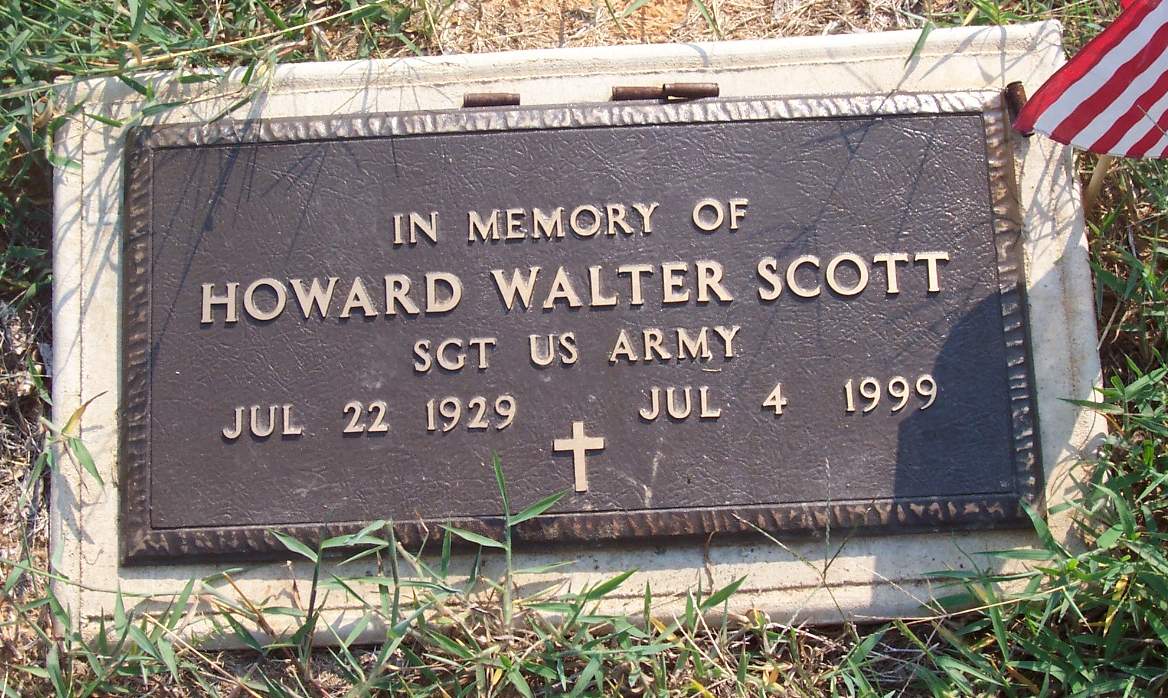 IN MEMORY OF
HOWARD WALTER SCOTT
SGT US ARMY
JUL 22 1929 JUL 4 1999